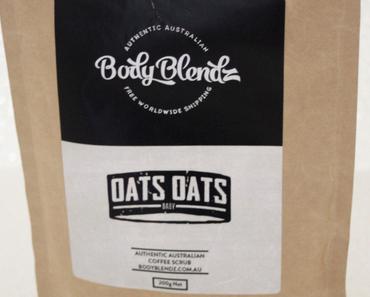 AUTHENTIC AUSTRALIAN
Body Blendz
FREE WORLDWIDE SHIPPING
OATS OATS
BABY
AUTHENTIC AUSTRALIAN
COFFEE SCRUB
BODYBLENDZ.COM.AU
200g Net